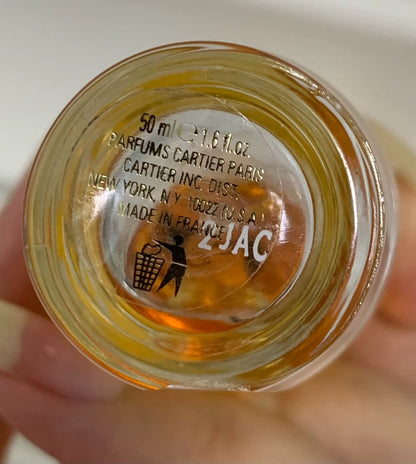 50 ml ℮ 1.6 fl.oz.
PARFUMS CARTIER PARIS
CARTIER INC. DIST.
NEW YORK, N.Y. 10022 (U.S.A.)
MADE IN FRANCE
2JAC